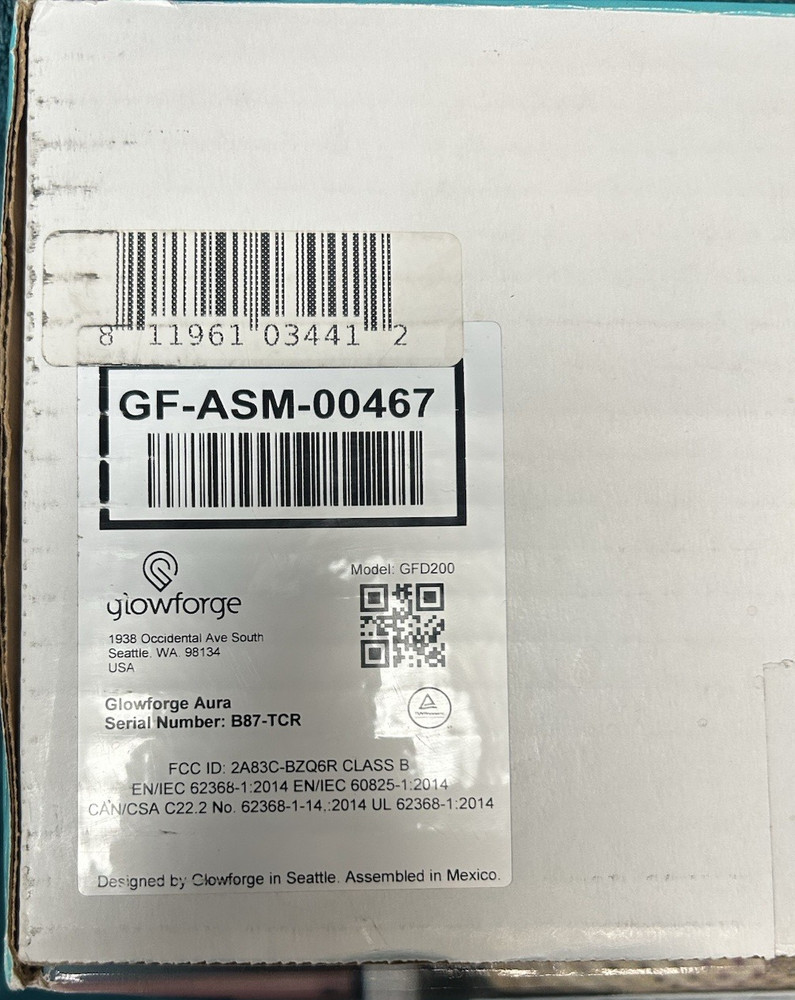 8 11961 03441 2
GF-ASM-00467
Model: GFD200
glowforge
1938 Occidental Ave South
Seattle, WA 98134
USA
Glowforge Aura
Serial Number: B87-TCR
FCC ID: 2A83C-BZQ6R CLASS B
EN/IEC 62368-1:2014 EN/IEC 60825-1:2014
CAN/CSA C22.2 No. 62368-1-14,:2014 UL 62368-1:2014
Designed by Glowforge in Seattle. Assembled in Mexico.